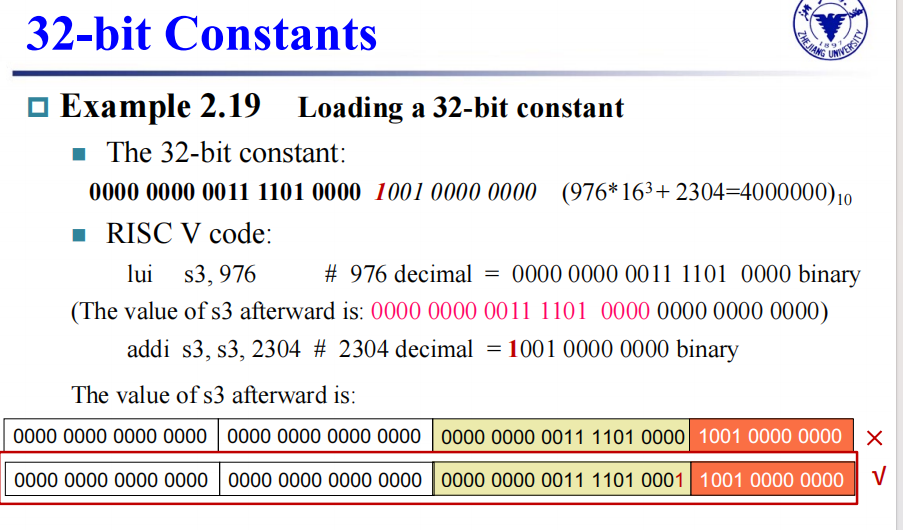 32-bit Constants
ZHEJIANG UNIVERSITY
1897
Example 2.19 Loading a 32-bit constant
The 32-bit constant:
0000 0000 0011 1101 0000 1001 0000 0000 (976*16³+ 2304=4000000)₁₀
RISC V code:
lui s3, 976 # 976 decimal = 0000 0000 0011 1101 0000 binary
(The value of s3 afterward is: 0000 0000 0011 1101 0000 0000 0000 0000)
addi s3, s3, 2304 # 2304 decimal = 1001 0000 0000 binary
The value of s3 afterward is:
0000 0000 0000 0000 0000 0000 0000 0000 0000 0000 0011 1101 0000 1001 0000 0000 ×
0000 0000 0000 0000 0000 0000 0000 0000 0000 0000 0011 1101 0001 1001 0000 0000 √